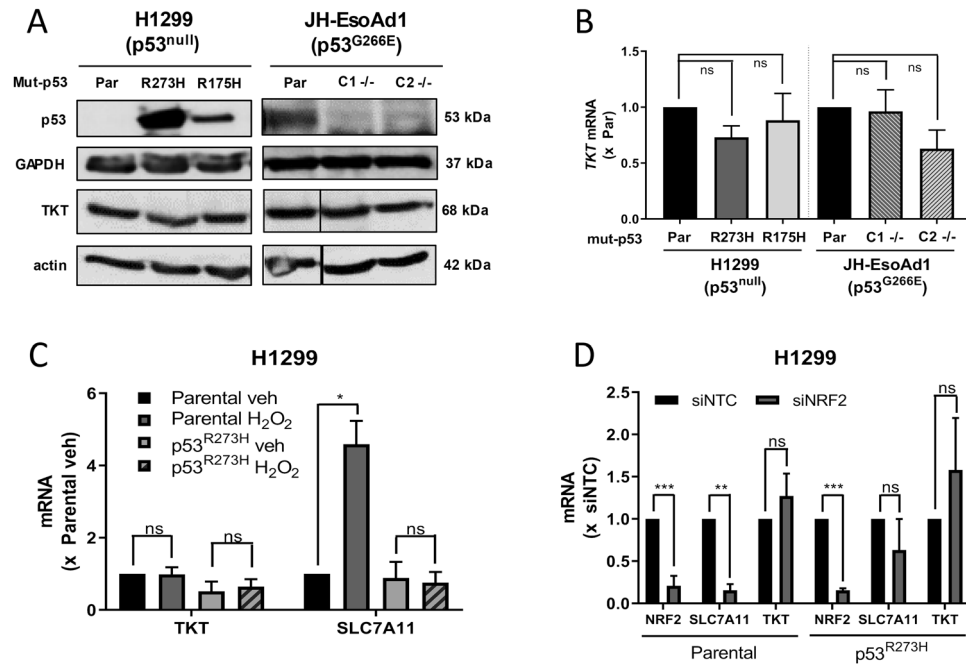 A
H1299
(p53null)
JH-EsoAd1
(p53G266E)
Mut-p53 Par R273H R175H Par C1 -/- C2 -/-
p53 53 kDa
GAPDH 37 kDa
TKT 68 kDa
actin 42 kDa
B
TKT mRNA
(x Par)
1.5
1.0
0.5
0.0
ns ns ns ns
mut-p53 Par R273H R175H Par C1 -/- C2 -/-
H1299
(p53null)
JH-EsoAd1
(p53G266E)
C
H1299
mRNA
(x Parental veh)
6
4
2
0
Parental veh
Parental H2O2
p53R273H veh
p53R273H H2O2
ns ns * ns
TKT SLC7A11
D
H1299
mRNA
(x siNTC)
2.5
2.0
1.5
1.0
0.5
0.0
siNTC siNRF2
*** ** ns *** ns ns
NRF2 SLC7A11 TKT NRF2 SLC7A11 TKT
Parental p53R273H